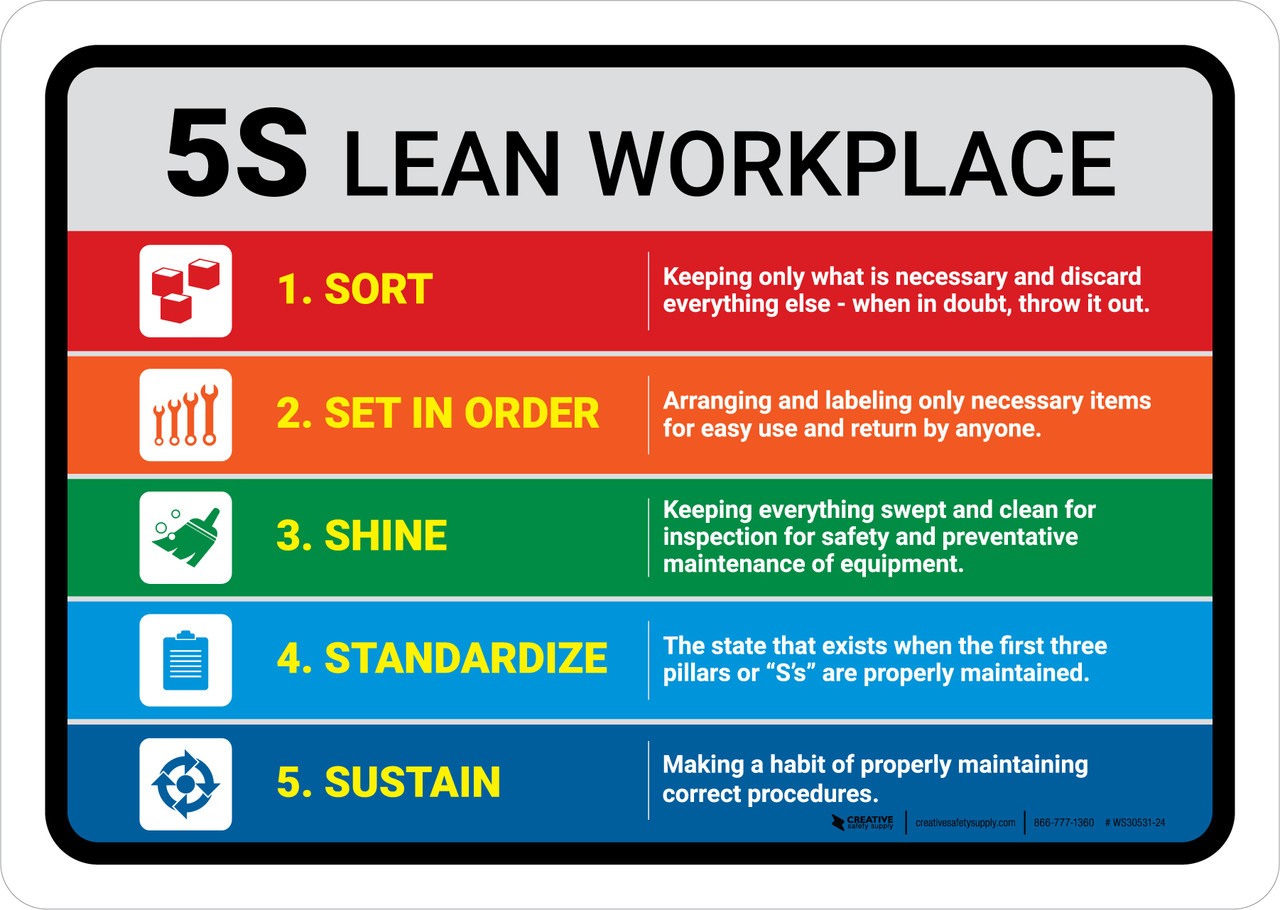 5S LEAN WORKPLACE
1. SORT
Keeping only what is necessary and discard
everything else - when in doubt, throw it out.
2. SET IN ORDER
Arranging and labeling only necessary items
for easy use and return by anyone.
3. SHINE
Keeping everything swept and clean for
inspection for safety and preventative
maintenance of equipment.
4. STANDARDIZE
The state that exists when the first three
pillars or “S’s” are properly maintained.
5. SUSTAIN
Making a habit of properly maintaining
correct procedures.
CREATIVE
safety supply
creativesafetysupply.com
866-777-1360
# WS30531-24